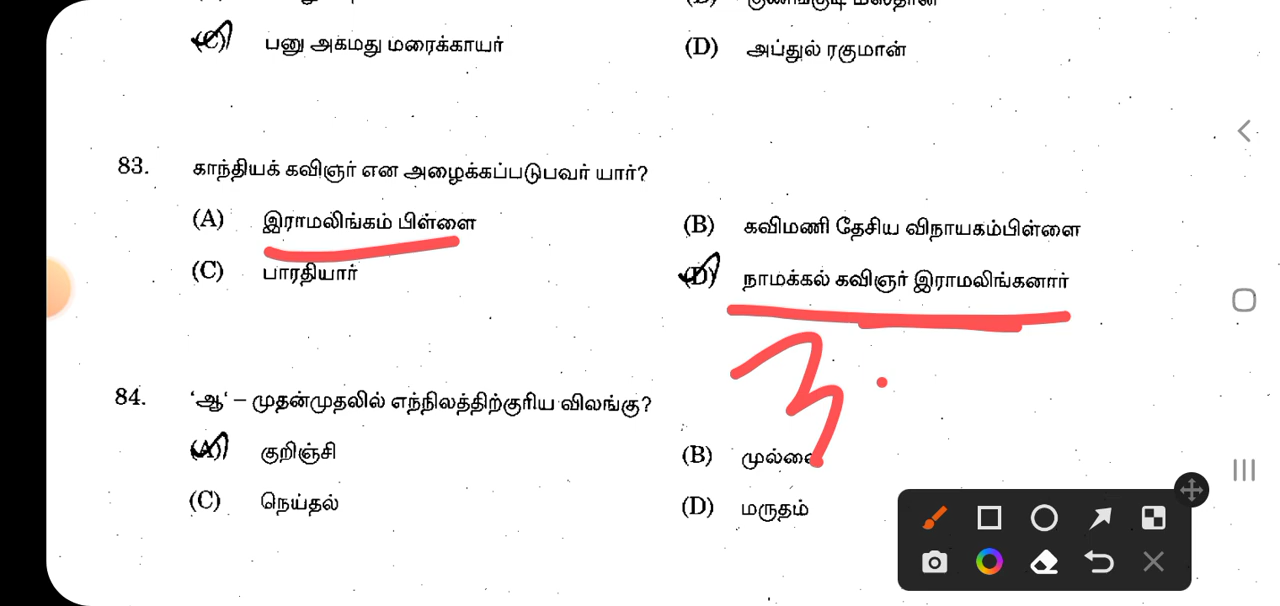 (C) பனு அகமது மரைக்காயர்
(D) அப்துல் ரகுமான்
83. காந்தியக் கவிஞர் என அழைக்கப்படுபவர் யார்?
(A) இராமலிங்கம் பிள்ளை
(B) கவிமணி தேசிய விநாயகம்பிள்ளை
(C) பாரதியார்
(D) நாமக்கல் கவிஞர் இராமலிங்கனார்
84. 'ஆ' – முதன்முதலில் எந்நிலத்திற்குரிய விலங்கு?
(A) குறிஞ்சி
(B) முல்லை
(C) நெய்தல்
(D) மருதம்